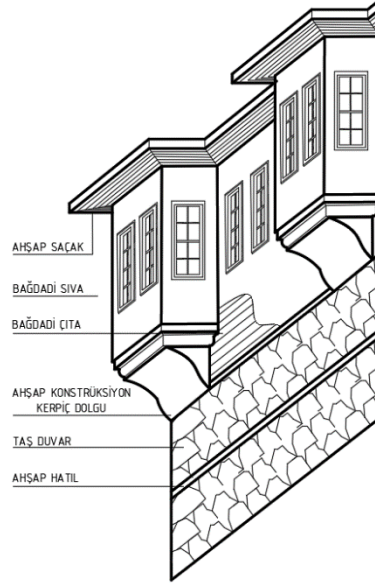 AHŞAP SAÇAK
BAĞDADİ SIVA
BAĞDADİ ÇITA
AHŞAP KONSTRÜKSİYON
KERPİÇ DOLGU
TAŞ DUVAR
AHŞAP HATIL